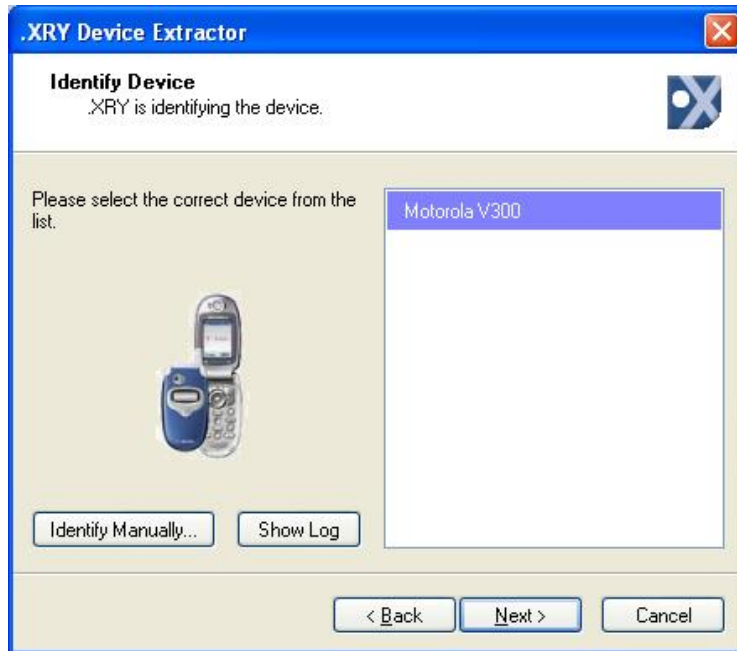 .XRY Device Extractor
Identify Device
.XRY is identifying the device.
Please select the correct device from the
list.
Motorola V300
Identify Manually...
Show Log
< Back
Next >
Cancel